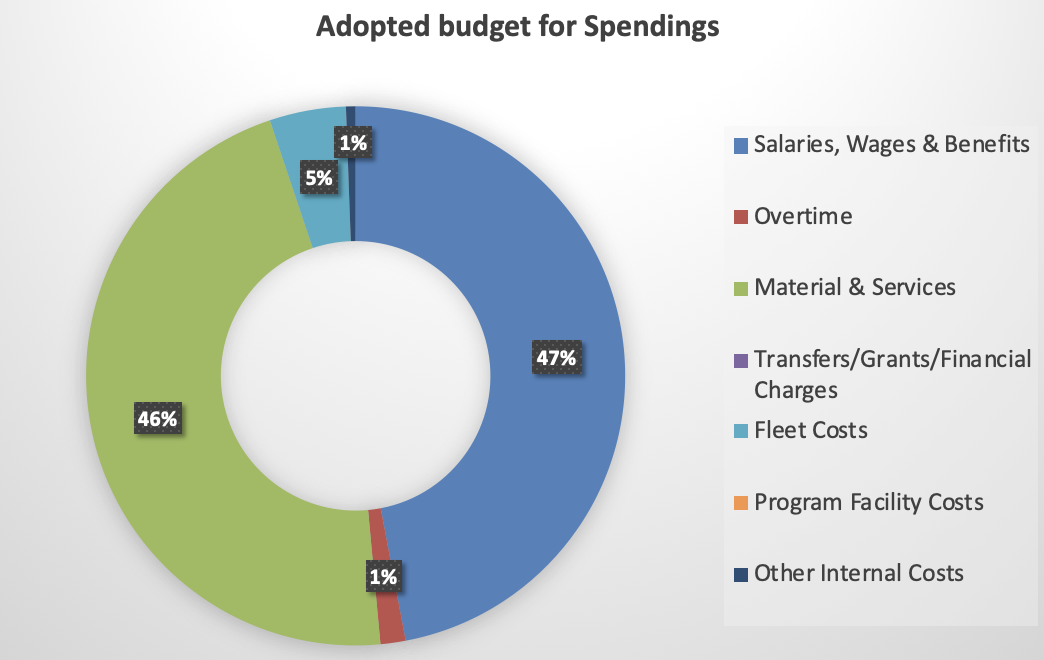 Adopted budget for Spendings
1%
5%
47%
46%
1%
Salaries, Wages & Benefits
Overtime
Material & Services
Transfers/Grants/Financial
Charges
Fleet Costs
Program Facility Costs
Other Internal Costs